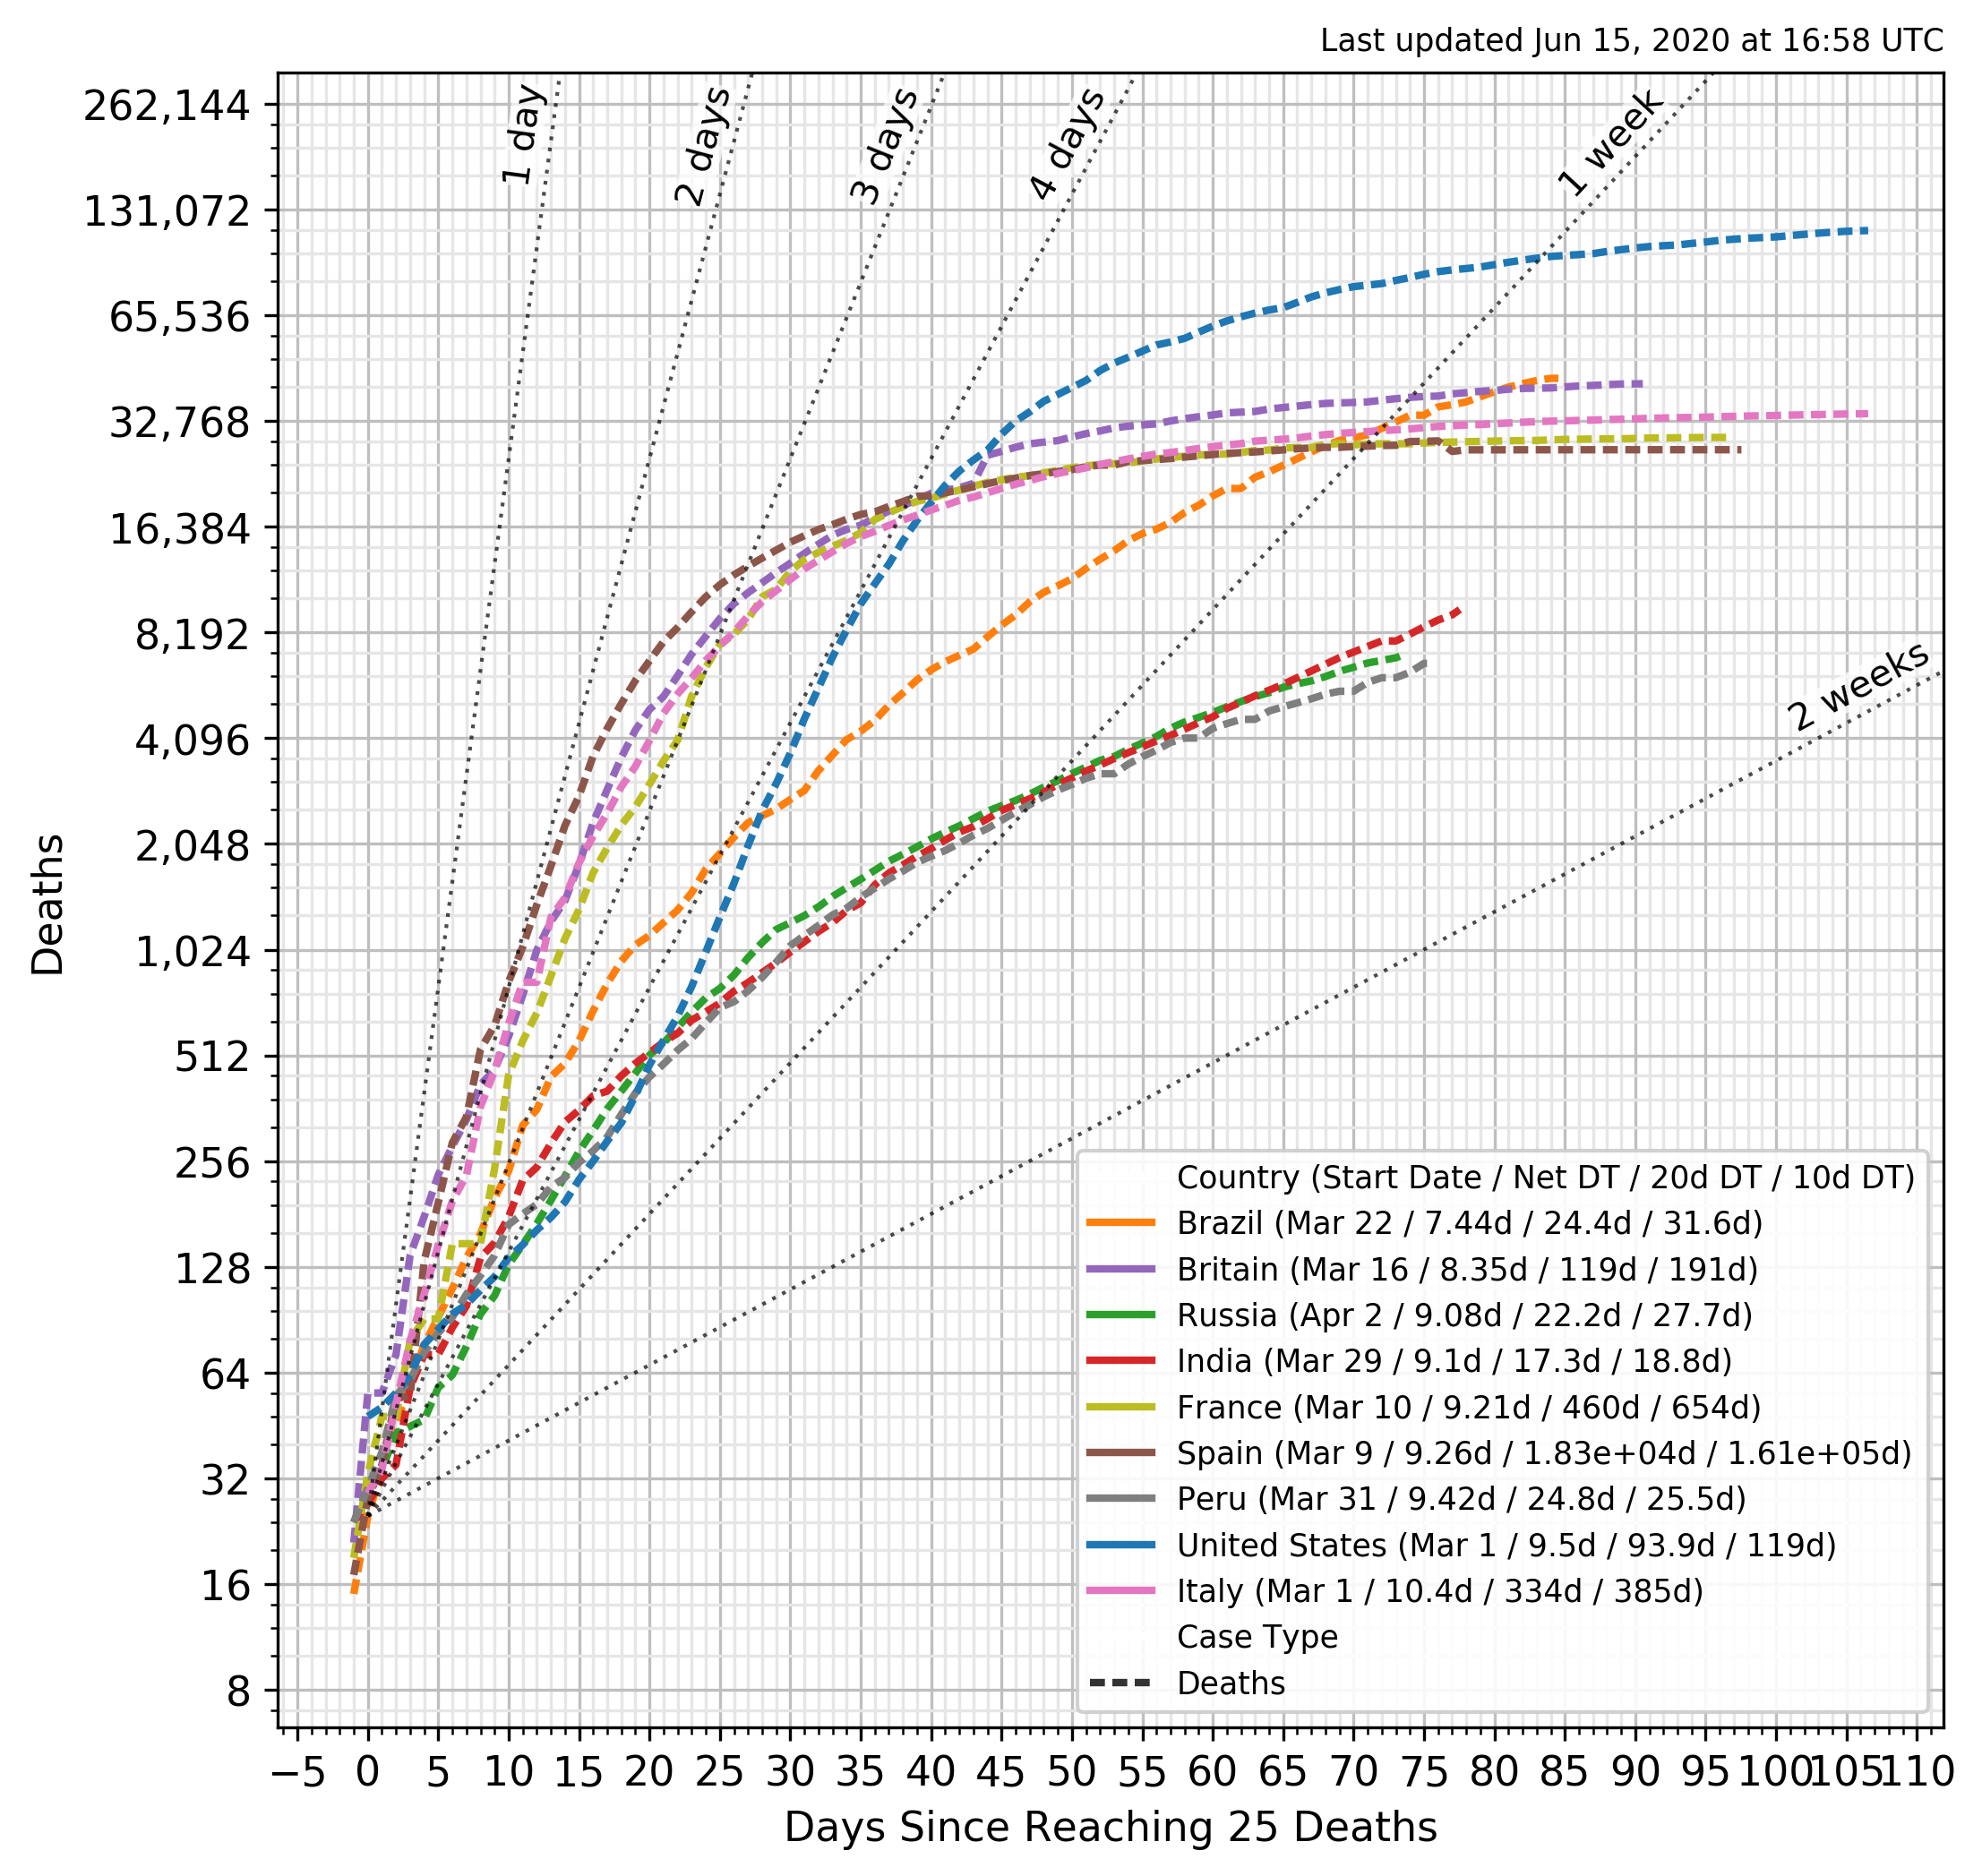 Last updated Jun 15, 2020 at 16:58 UTC
262,144
131,072
65,536
32,768
16,384
8,192
4,096
2,048
1,024
512
256
128
64
32
16
8
Deaths
1 day
2 days
3 days
4 days
1 week
2 weeks
Country (Start Date / Net DT / 20d DT / 10d DT)
Brazil (Mar 22 / 7.44d / 24.4d / 31.6d)
Britain (Mar 16 / 8.35d / 119d / 191d)
Russia (Apr 2 / 9.08d / 22.2d / 27.7d)
India (Mar 29 / 9.1d / 17.3d / 18.8d)
France (Mar 10 / 9.21d / 460d / 654d)
Spain (Mar 9 / 9.26d / 1.83e+04d / 1.61e+05d)
Peru (Mar 31 / 9.42d / 24.8d / 25.5d)
United States (Mar 1 / 9.5d / 93.9d / 119d)
Italy (Mar 1 / 10.4d / 334d / 385d)
Case Type
Deaths
−5 0 5 10 15 20 25 30 35 40 45 50 55 60 65 70 75 80 85 90 95 100 105 110
Days Since Reaching 25 Deaths